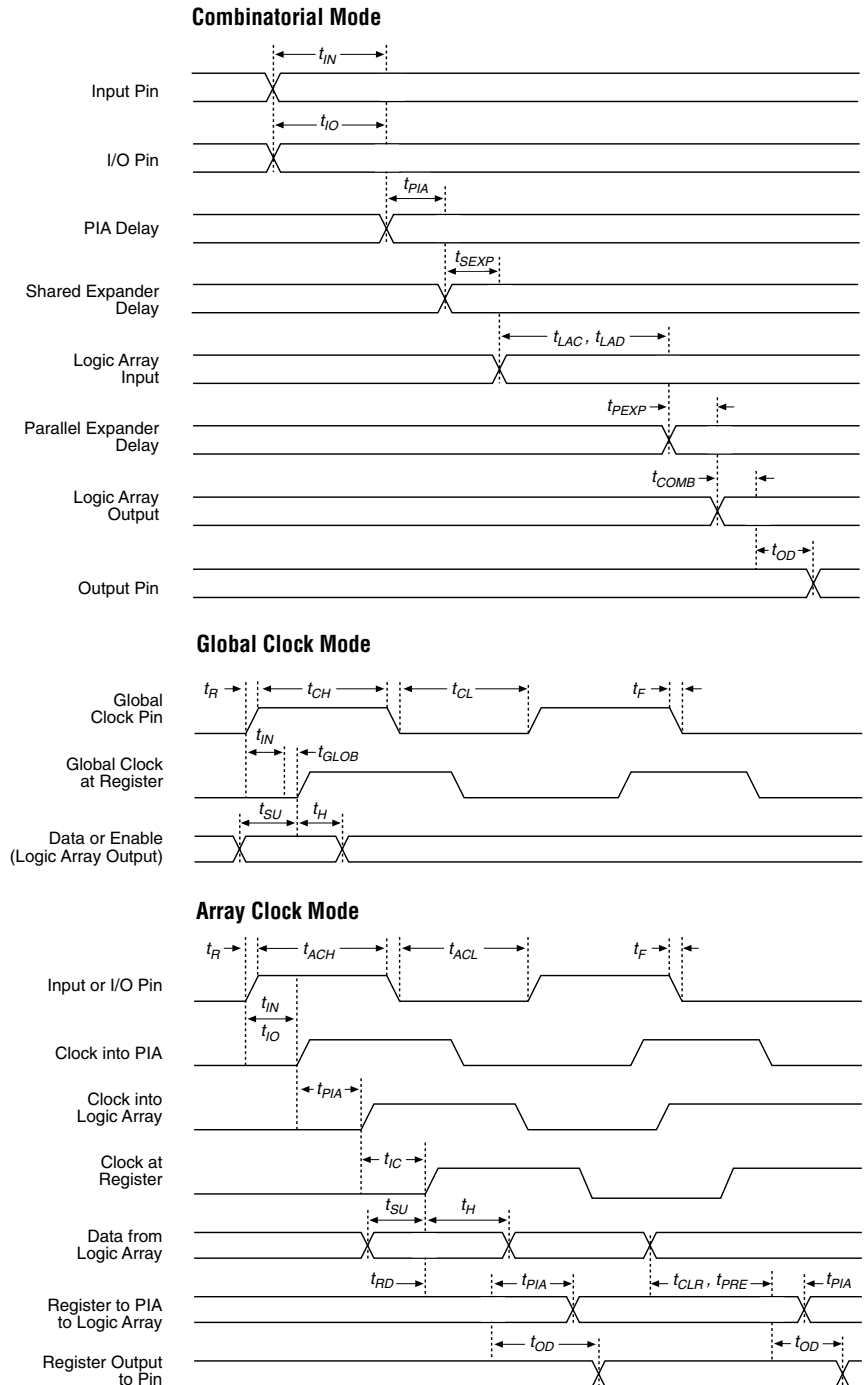 Combinatorial Mode
tIN
Input Pin
tIO
I/O Pin
tPIA
PIA Delay
tSEXP
Shared Expander
Delay
tLAC , tLAD
Logic Array
Input
tPEXP
Parallel Expander
Delay
tCOMB
Logic Array
Output
tOD
Output Pin
Global Clock Mode
tR tCH tCL tF
Global
Clock Pin
tIN tGLOB
Global Clock
at Register
tSU tH
Data or Enable
(Logic Array Output)
Array Clock Mode
tR tACH tACL tF
Input or I/O Pin
tIN
tIO
Clock into PIA
tPIA
Clock into
Logic Array
tIC
Clock at
Register
tSU tH
Data from
Logic Array
tRD tPIA tCLR , tPRE tPIA
Register to PIA
to Logic Array
tOD tOD
Register Output
to Pin